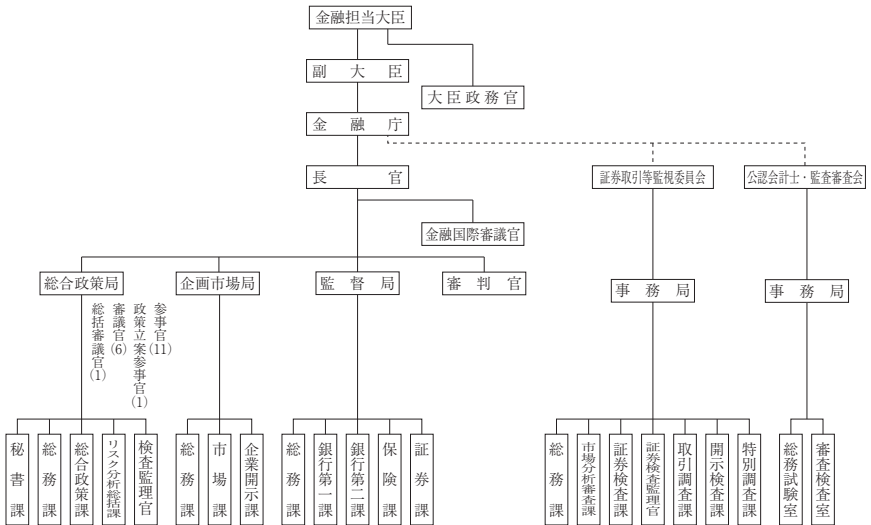 金融担当大臣
副大臣
大臣政務官
金融庁
長官
証券取引等監視委員会
公認会計士・監査審査会
金融国際審議官
総合政策局
企画市場局
監督局
審判官
事務局
事務局
総括審議官(1)
審議官(6)
政策立案参事官(1)
参事官(11)
秘書課
総務課
総合政策課
リスク分析総括課
検査監理官
総務課
市場課
企業開示課
総務課
銀行第一課
銀行第二課
保険課
証券課
総務課
市場分析審査課
証券検査課
証券検査監理官
取引調査課
開示検査課
特別調査課
総務試験室
審査検査室